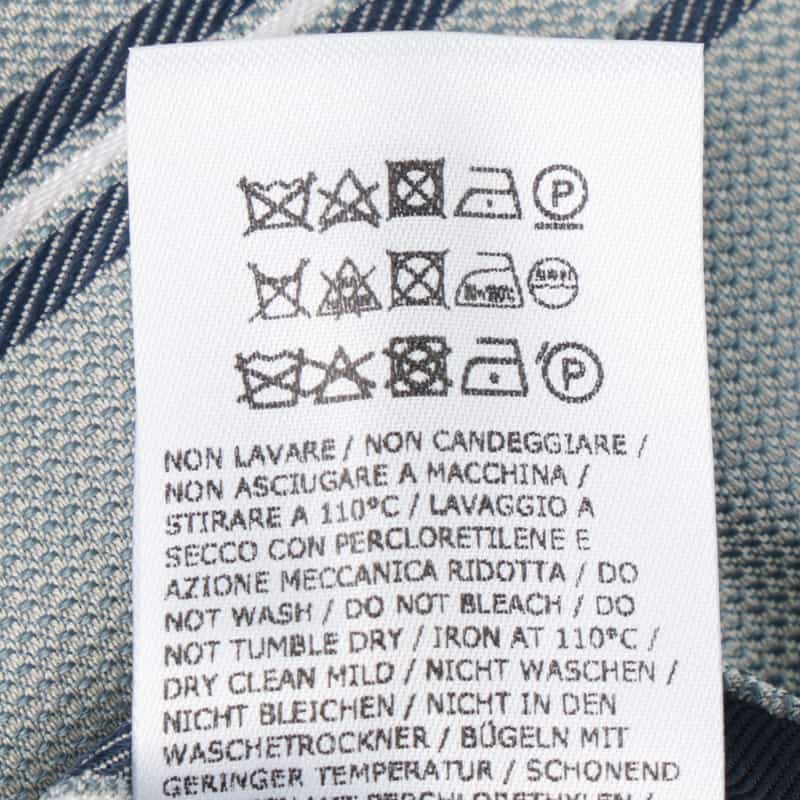 P
P
NON LAVARE / NON CANDEGGIARE /
NON ASCIUGARE A MACCHINA /
STIRARE A 110°C / LAVAGGIO A
SECCO CON PERCLORETILENE E
AZIONE MECCANICA RIDOTTA / DO
NOT WASH / DO NOT BLEACH / DO
NOT TUMBLE DRY / IRON AT 110°C /
DRY CLEAN MILD / NICHT WASCHEN /
NICHT BLEICHEN / NICHT IN DEN
WASCHETROCKNER / BÜGELN MIT
GERINGER TEMPERATUR / SCHONEND